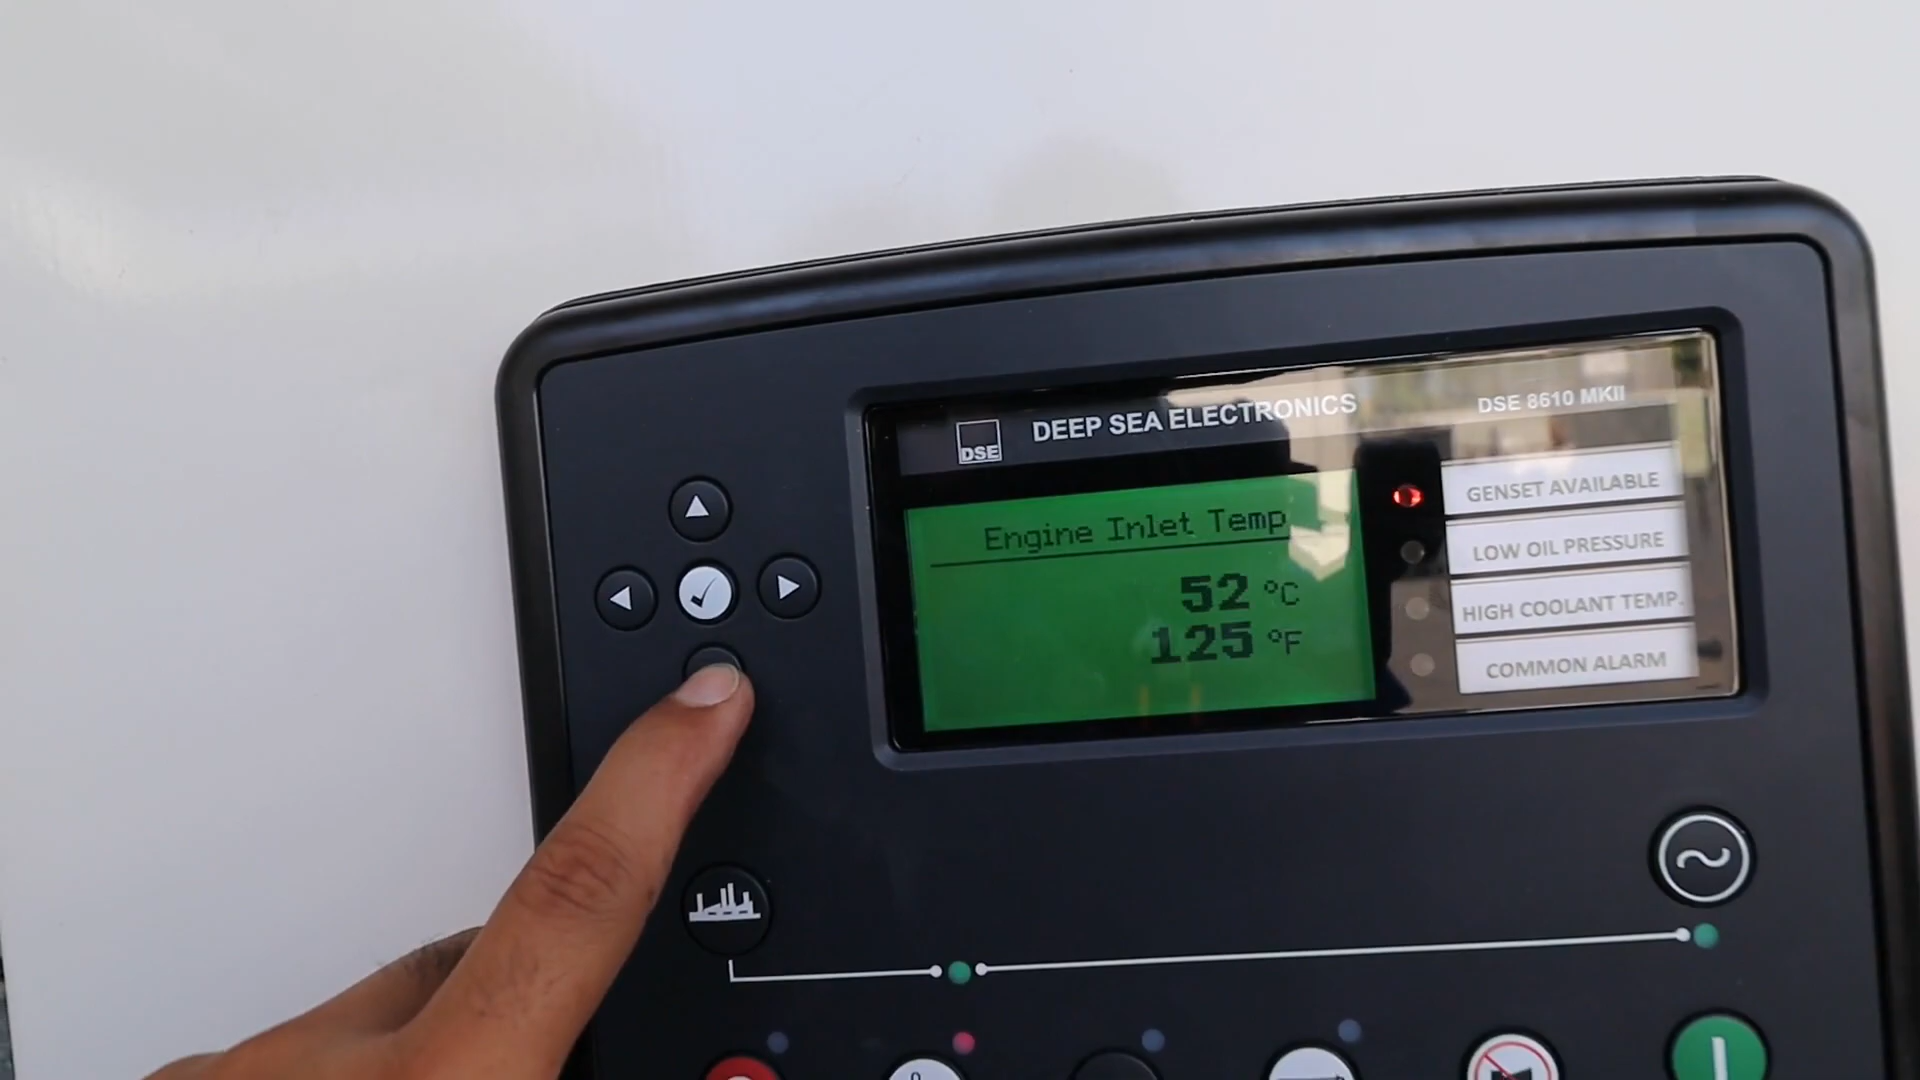 DSE
DEEP SEA ELECTRONICS
DSE 8610 MKII
Engine Inlet Temp
52 °C
125 °F
GENSET AVAILABLE
LOW OIL PRESSURE
HIGH COOLANT TEMP.
COMMON ALARM